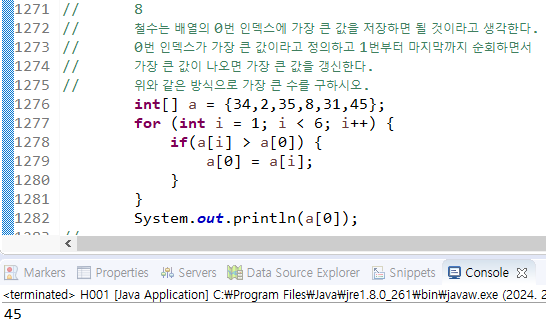 1271 //		8
1272 //		철수는 배열의 0번 인덱스에 가장 큰 값을 저장하면 될 것이라고 생각한다.
1273 //		0번 인덱스가 가장 큰 값이라고 정의하고 1번부터 마지막까지 순회하면서
1274 //		가장 큰 값이 나오면 가장 큰 값을 갱신한다.
1275 //		위와 같은 방식으로 가장 큰 수를 구하시오.
1276		int[] a = {34,2,35,8,31,45};
1277		for (int i = 1; i < 6; i++) {
1278			if(a[i] > a[0]) {
1279				a[0] = a[i];
1280			}
1281		}
1282		System.out.println(a[0]);
Markers Properties Servers Data Source Explorer Snippets Console
<terminated> H001 [Java Application] C:₩Program Files₩Java₩jre1.8.0_261₩bin₩javaw.exe (2024. 2
45